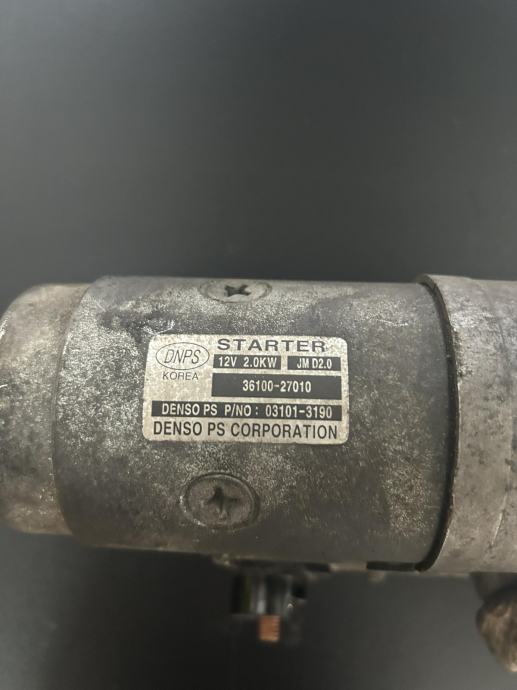 DNPS
KOREA
STARTER
12V 2.0KW JM D2.0
36100-27010
DENSO PS P/NO : 03101-3190
DENSO PS CORPORATION